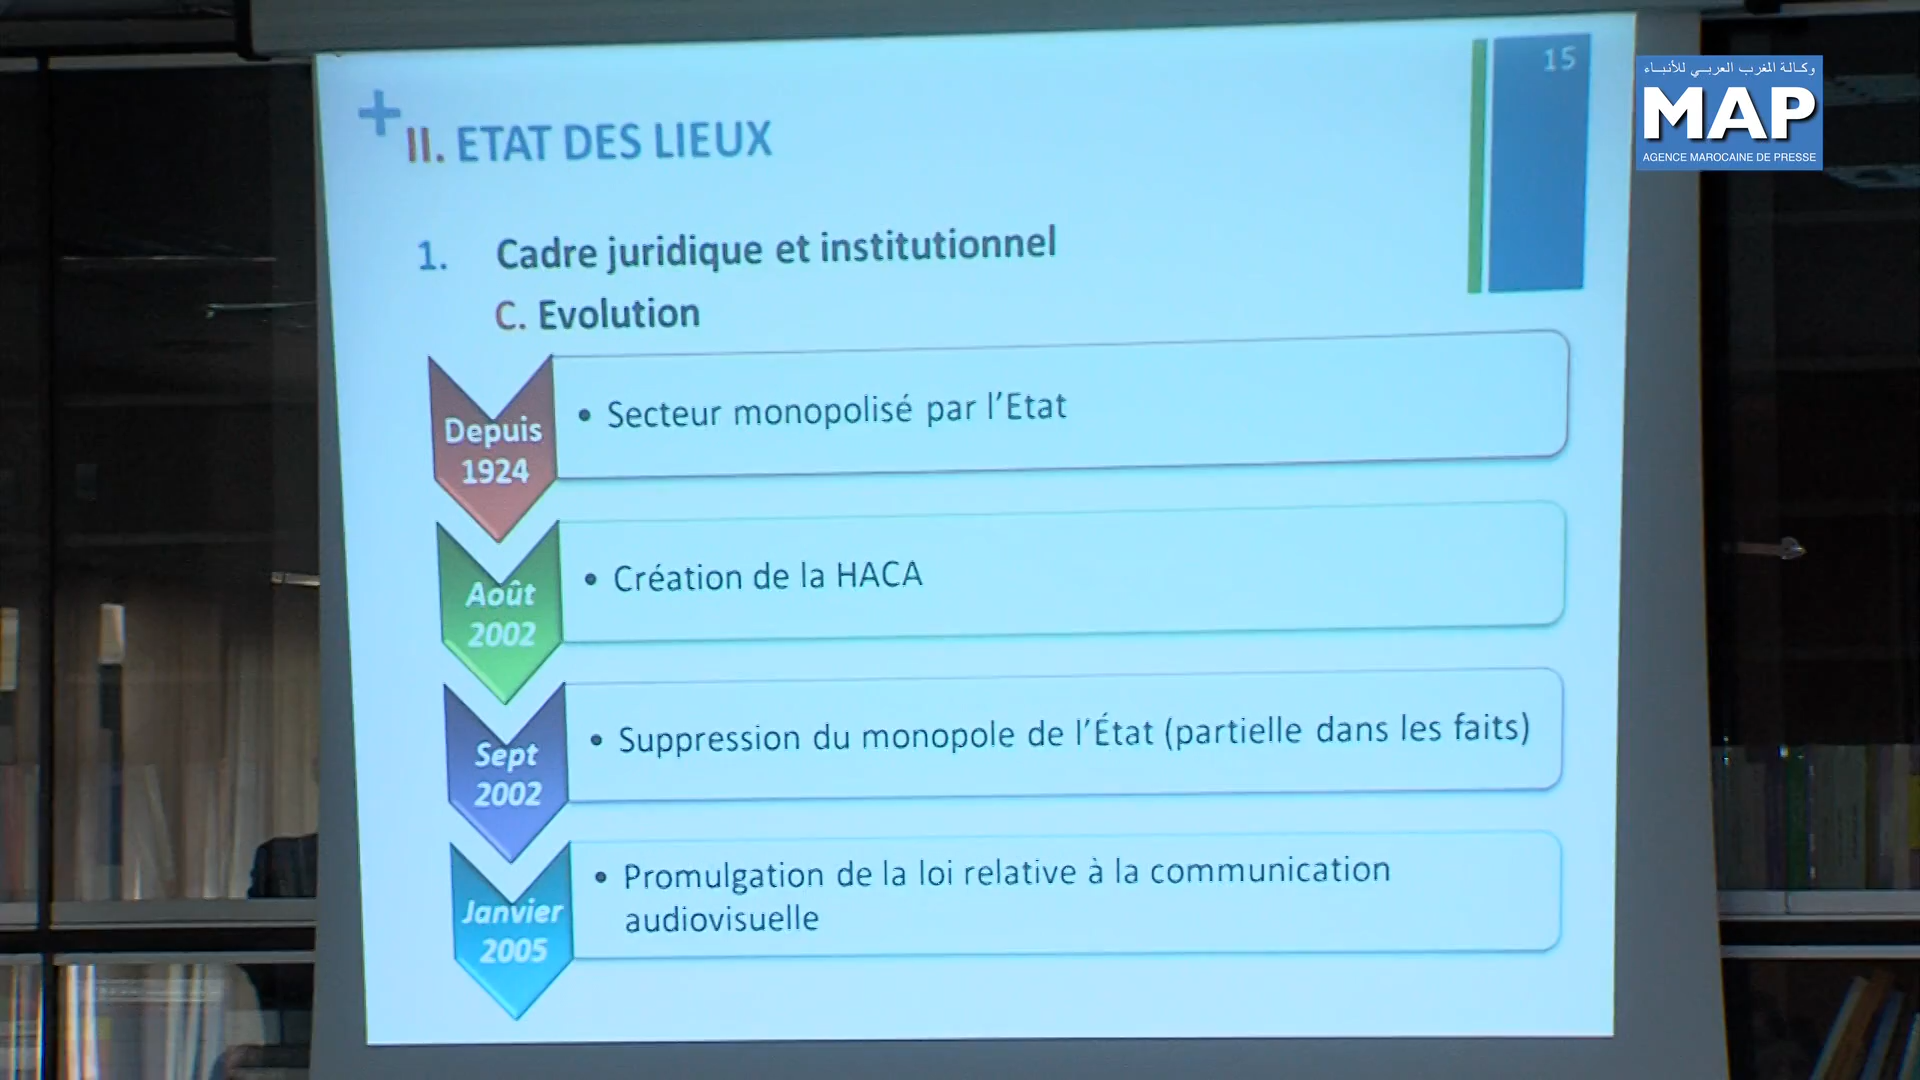 15
+
II. ETAT DES LIEUX
1. Cadre juridique et institutionnel
C. Evolution
Depuis
1924
• Secteur monopolisé par l'Etat
Août
2002
• Création de la HACA
Sept
2002
• Suppression du monopole de l'État (partielle dans les faits)
Janvier
2005
• Promulgation de la loi relative à la communication
audiovisuelle
وكالة المغرب العربي للأنباء
MAP
AGENCE MAROCAINE DE PRESSE